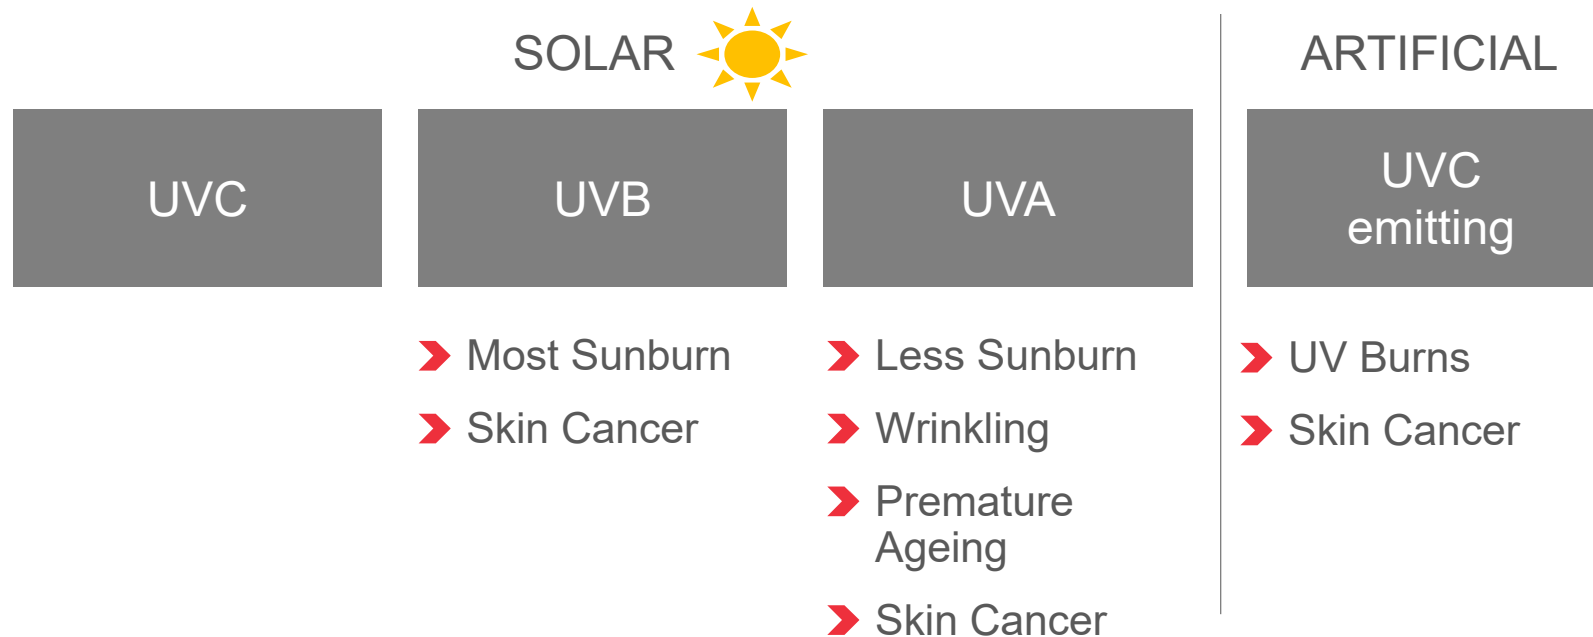 SOLAR
ARTIFICIAL
UVC
UVB
UVA
UVC
emitting
Most Sunburn
Skin Cancer
Less Sunburn
Wrinkling
Premature
Ageing
Skin Cancer
UV Burns
Skin Cancer